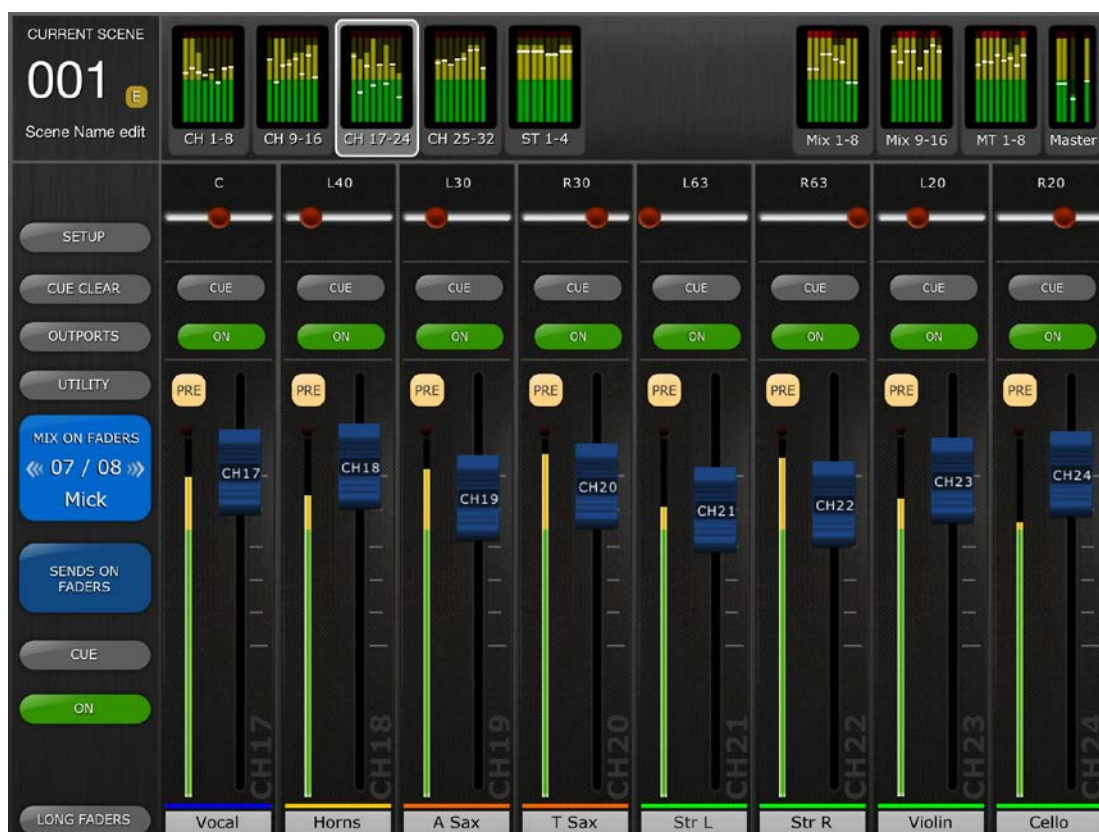 CURRENT SCENE
001 E
Scene Name edit
CH 1-8 CH 9-16 CH 17-24 CH 25-32 ST 1-4 Mix 1-8 Mix 9-16 MT 1-8 Master
C L40 L30 R30 L63 R63 L20 R20
SETUP
CUE CLEAR CUE CUE CUE CUE CUE CUE CUE CUE
OUTPORTS ON ON ON ON ON ON ON ON
UTILITY PRE PRE PRE PRE PRE PRE PRE PRE
MIX ON FADERS
07 / 08
Mick
CH17 CH18 CH19 CH20 CH21 CH22 CH23 CH24
SENDS ON
FADERS
CUE
ON
CH17 CH18 CH19 CH20 CH21 CH22 CH23 CH24
LONG FADERS Vocal Horns A Sax T Sax Str L Str R Violin Cello